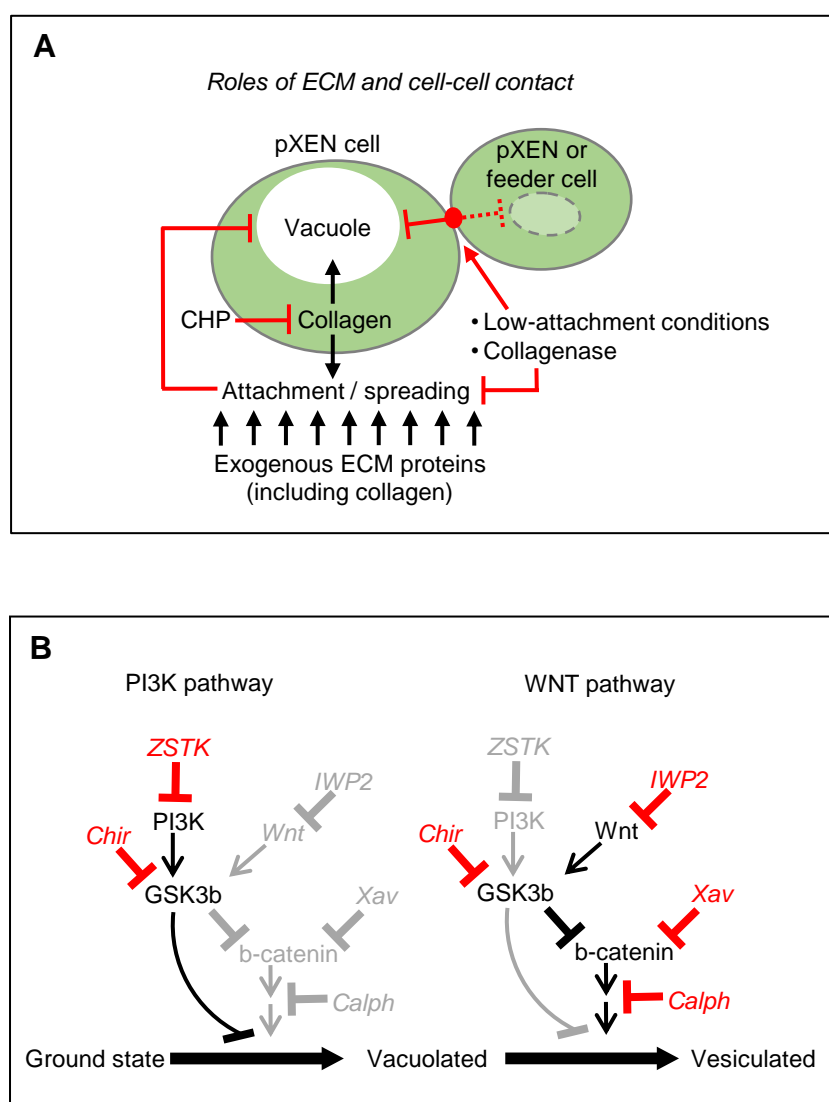 A
Roles of ECM and cell-cell contact
pXEN cell
pXEN or
feeder cell
Vacuole
CHP
Collagen
• Low-attachment conditions
• Collagenase
Attachment / spreading
Exogenous ECM proteins
(including collagen)
B
PI3K pathway
ZSTK
IWP2
PI3K
Chir
Wnt
GSK3b
Xav
b-catenin
Calph
WNT pathway
ZSTK
IWP2
PI3K
Chir
Wnt
GSK3b
Xav
b-catenin
Calph
Ground state
Vacuolated
Vesiculated